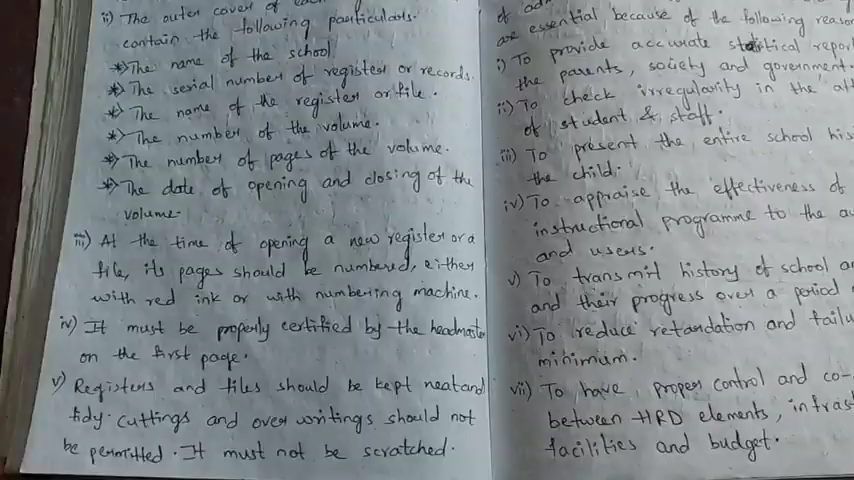 ii) The outer cover of each
contain the following particulars.
*) The name of the school
*) The serial number of register or records.
*) The name of the register or file.
*) The number of the volume.
*) The number of pages of the volume.
*) The date of opening and closing of the
volume.
iii) At the time of opening a new register or a
file, its pages should be numbered, either
with red ink or with numbering machine.
iv) It must be properly certified by the headmaster
on the first page.
v) Registers and files should be kept neat and
tidy. cuttings and over writings should not
be permitted. It must not be scratched.
of
are essential because of the following reason
i) To provide accurate statitical report
the parents, society and government.
ii) To check irregularity in the att
of student & staff.
iii) To present the entire school his
the child.
iv) To appraise the effectiveness of
instructional programme to the
and users.
v) To transmit history of school
and their progress over a period
vi) To reduce retardation and failu
minimum.
vii) To have proper control and co-
between HRD elements, infras
facilities and budget.